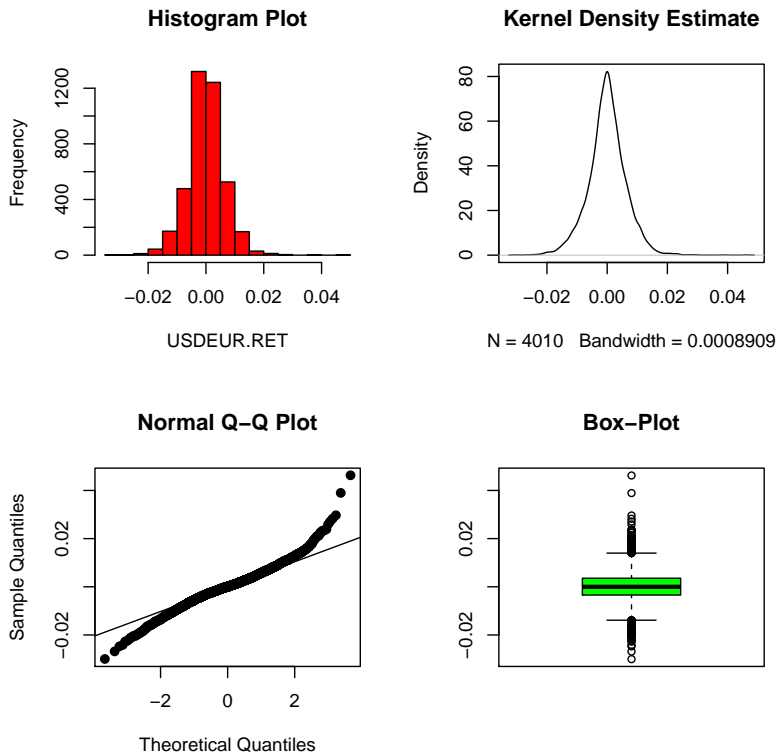 Histogram Plot
Frequency
1200
800
400
0
−0.02 0.00 0.02 0.04
USDEUR.RET
Kernel Density Estimate
Density
80
60
40
20
0
−0.02 0.00 0.02 0.04
N = 4010 Bandwidth = 0.0008909
Normal Q−Q Plot
Sample Quantiles
0.02
−0.02
−2 0 2
Theoretical Quantiles
Box−Plot
0.02
−0.02